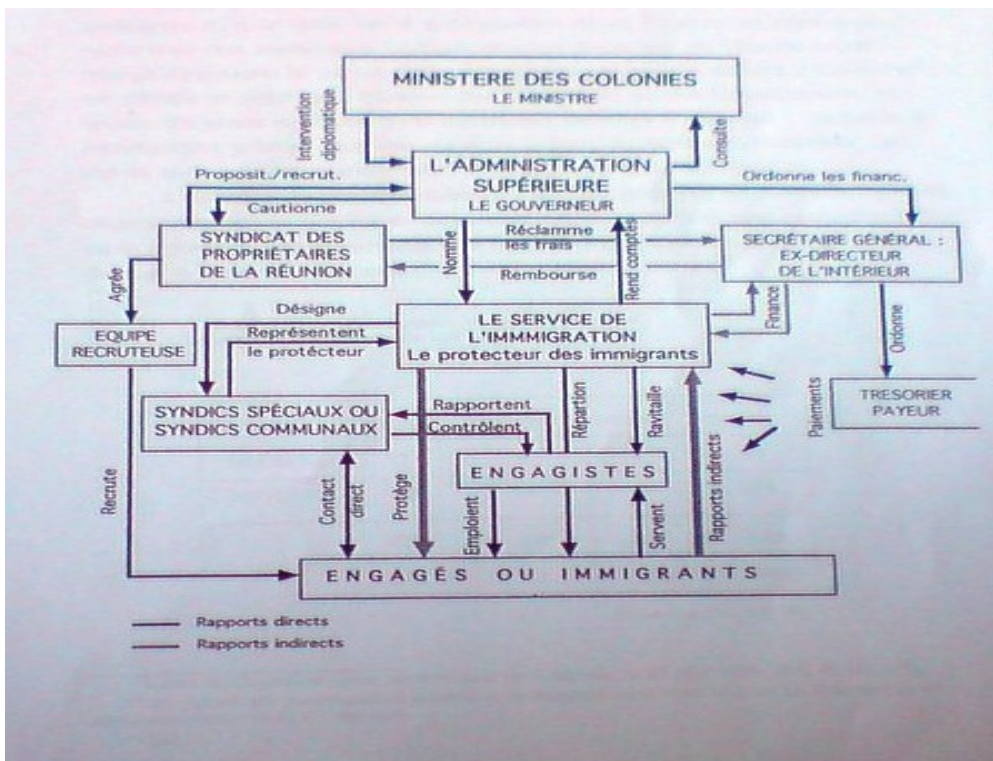 MINISTERE DES COLONIES
LE MINISTRE
Intervention
diplomatique
Consulte
L'ADMINISTRATION
SUPÉRIEURE
LE GOUVERNEUR
Proposit./recrut.
Cautionne
Ordonne les financ.
SYNDICAT DES
PROPRIÉTAIRES
DE LA RÉUNION
Réclamme
les frais
Rembourse
Nomme
Rend comptes
SECRÉTAIRE GÉNÉRAL :
EX-DIRECTEUR
DE L'INTÉRIEUR
Agrée
Désigne
Représentent
le protécteur
LE SERVICE DE
L'IMMMIGRATION
Le protecteur des immigrants
Finance
Ordonne
EQUIPE
RECRUTEUSE
SYNDICS SPÉCIAUX OU
SYNDICS COMMUNAUX
Rapportent
Contrôlent
Répartion
Ravitaille
Paiements
TRESORIER
PAYEUR
ENGAGISTES
Recrute
Contact
direct
Protège
Emploient
Servent
Rapports indirects
ENGAGÉS OU IMMIGRANTS
Rapports directs
Rapports indirects